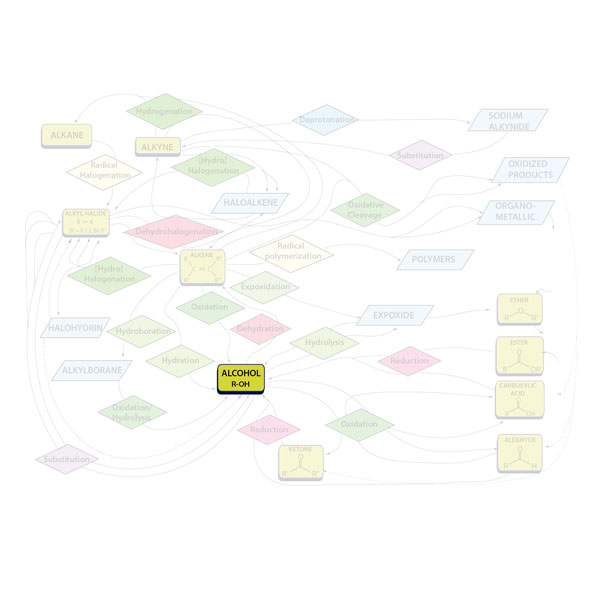 Hydrogenation
Deprotonation
SODIUM
ALKYNIDE
ALKANE
ALKYNE
Substitution
Radical
Halogenation
[Hydro]
Halogenation
OXIDIZED
PRODUCTS
HALOALKENE
Oxidative
Cleavage
ORGANO-
METALLIC
ALKYL HALIDE
Dehydrohalogenation
ALKENE
Radical
polymerization
POLYMERS
[Hydro]
Halogenation
Expoxidation
Oxidation
EXPOXIDE
ETHER
R O R'
HALOHYDRIN
Hydroboration
Dehydration
Hydrolysis
ESTER
O
R OR'
Hydration
Reduction
ALKYLBORANE
ALCOHOL
R-OH
CARBOXYLIC
ACID
O
R OH
Oxidation/
Hydrolysis
Reduction
Oxidation
ALDEHYDE
O
R H
KETONE
O
R' R"
Substitution